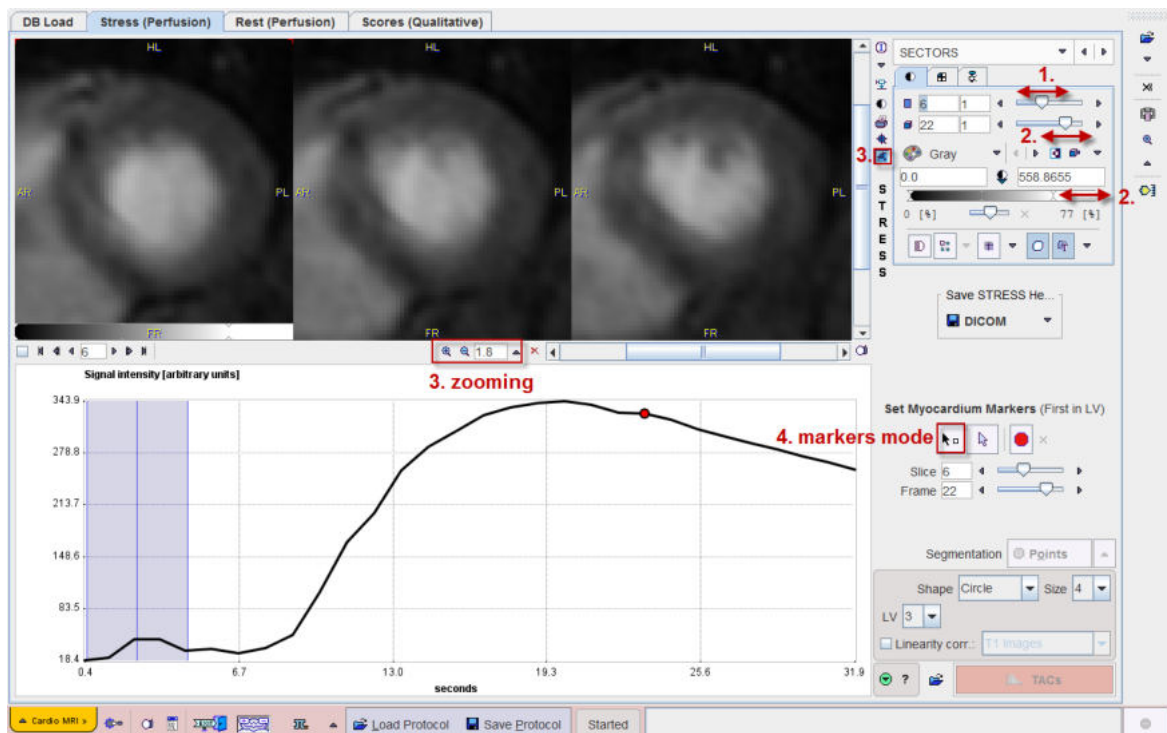 DB Load Stress (Perfusion) Rest (Perfusion) Scores (Qualitative)
HL HL HL
AR AR PL AR PL PL
FR FR FR
SECTORS
1.
6 1
22 1
2.
3.
Gray
0.0 558.8655
2.
0 [%] 77 [%]
STRESS
Save STRESS He...
DICOM
6 1.8
3. zooming
Signal intensity [arbitrary units]
343.9
278.8
213.7
148.6
83.5
18.4
0.4 6.7 13.0 19.3 25.6 31.9
seconds
Set Myocardium Markers (First in LV)
4. markers mode
Slice 6
Frame 22
Segmentation Points
Shape Circle Size 4
LV 3
Linearity corr.: T1 Images
? TACs
Cardio MRI Load Protocol Save Protocol Started